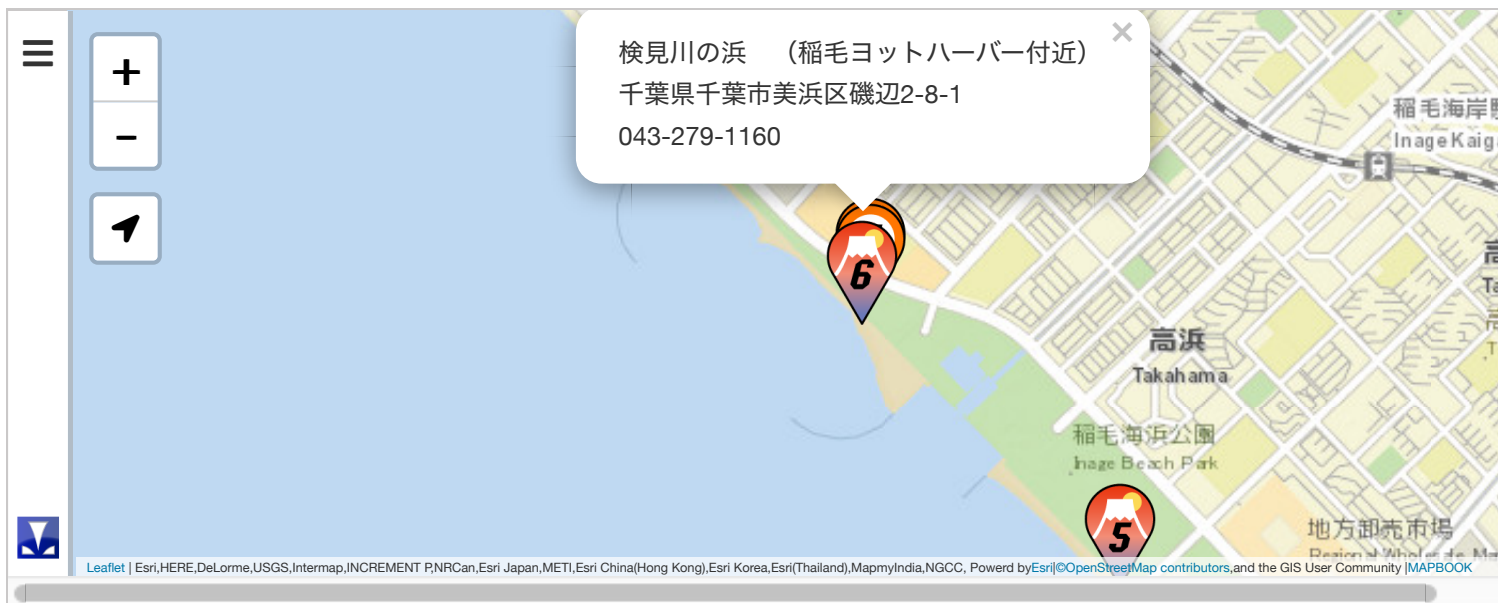 検見川の浜　（稲毛ヨットハーバー付近）
千葉県千葉市美浜区磯辺2-8-1
043-279-1160
+
−
稲毛海岸
Inage Kaig
6
高浜
Takahama
稲毛海浜公園
Inage Beach Park
5
地方卸売市場
Regional Wholesale
Leaflet | Esri,HERE,DeLorme,USGS,Intermap,INCREMENT P,NRCan,Esri Japan,METI,Esri China(Hong Kong),Esri Korea,Esri(Thailand),MapmyIndia,NGCC, Powerd byEsri|©OpenStreetMap contributors,and the GIS User Community |MAPBOOK